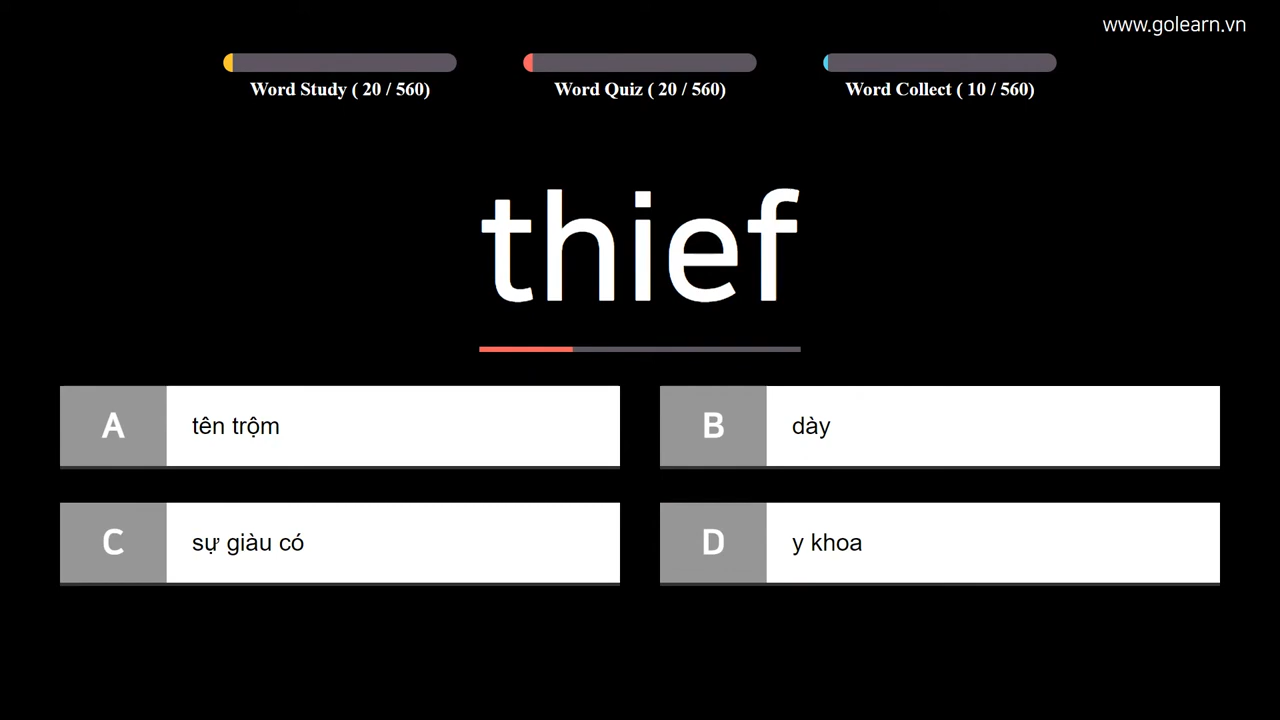 www.golearn.vn
Word Study ( 20 / 560)
Word Quiz ( 20 / 560)
Word Collect ( 10 / 560)
thief
A tên trộm
B dày
C sự giàu có
D y khoa